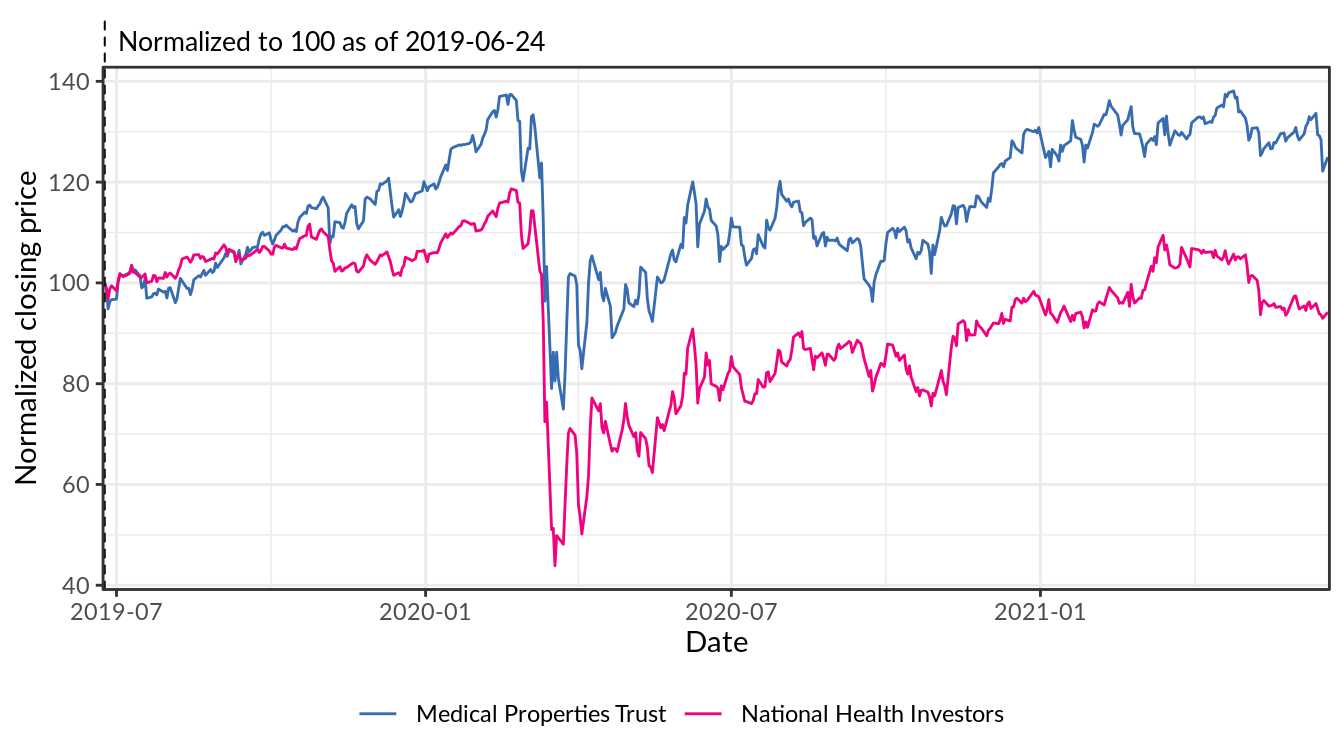 Normalized to 100 as of 2019-06-24
Normalized closing price
140
120
100
80
60
40
2019-07 2020-01 2020-07 2021-01
Date
Medical Properties Trust National Health Investors